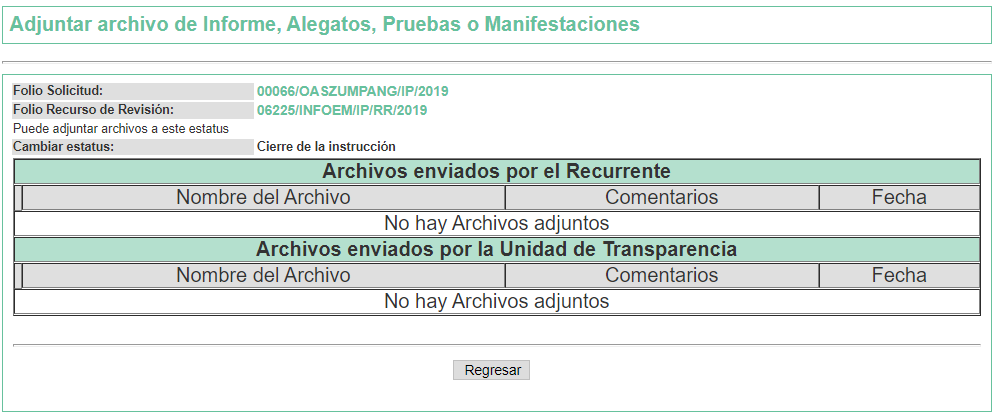 Adjuntar archivo de Informe, Alegatos, Pruebas o Manifestaciones
Folio Solicitud: 00066/OASZUMPANG/IP/2019
Folio Recurso de Revisión: 06225/INFOEM/IP/RR/2019
Puede adjuntar archivos a este estatus
Cambiar estatus: Cierre de la instrucción
Archivos enviados por el Recurrente
Nombre del Archivo Comentarios Fecha
No hay Archivos adjuntos
Archivos enviados por la Unidad de Transparencia
Nombre del Archivo Comentarios Fecha
No hay Archivos adjuntos
Regresar